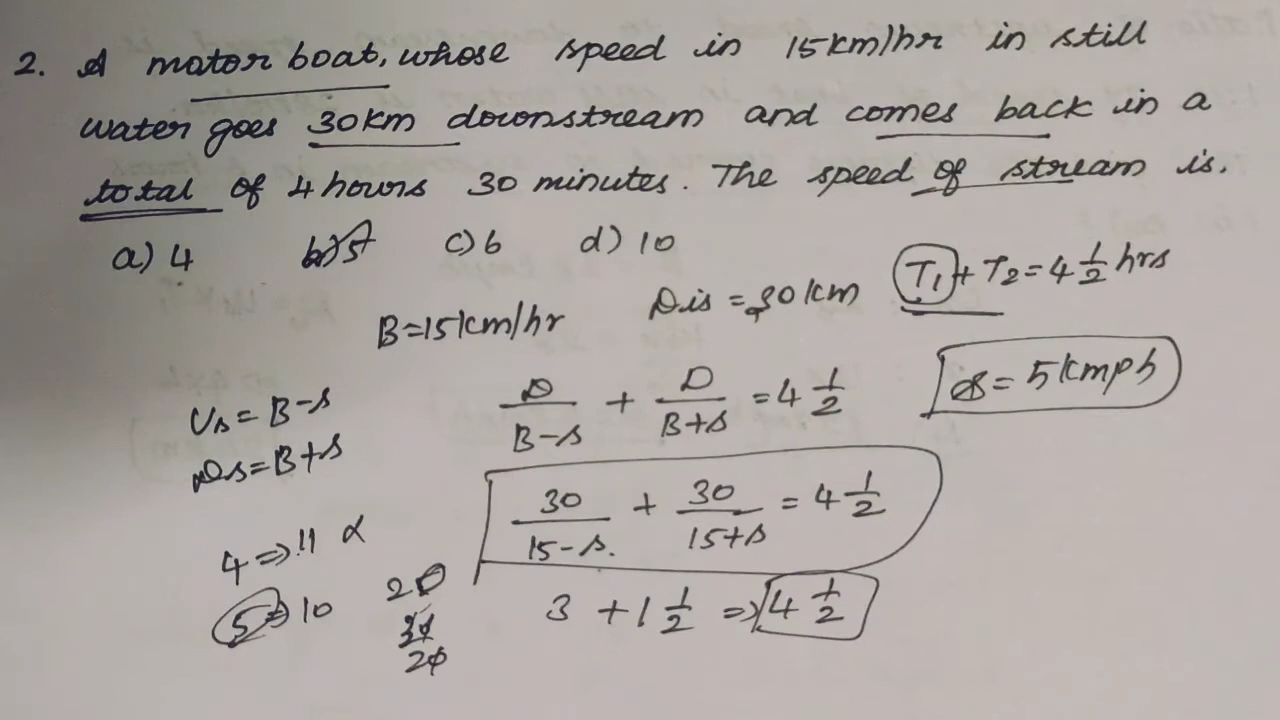 2. A motor boat, whose speed in 15km/hr in still
water goes 30km downstream and comes back in a
total of 4 hours 30 minutes. The speed of stream is.
a) 4 b) 5 c) 6 d) 10
B=15km/hr Dis = 30km T1 + T2 = 4 1/2 hrs
Us = B-s D/B-s + D/B+s = 4 1/2 S = 5kmph
Ds = B+s
30/15-s. + 30/15+s = 4 1/2
4 => 11 x
5 => 10 20 3 + 1 1/2 => 4 1/2
20